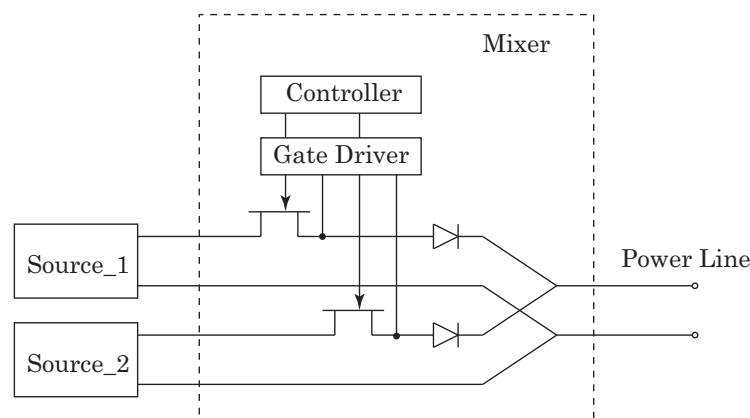 Mixer
Controller
Gate Driver
Source_1
Power Line
Source_2